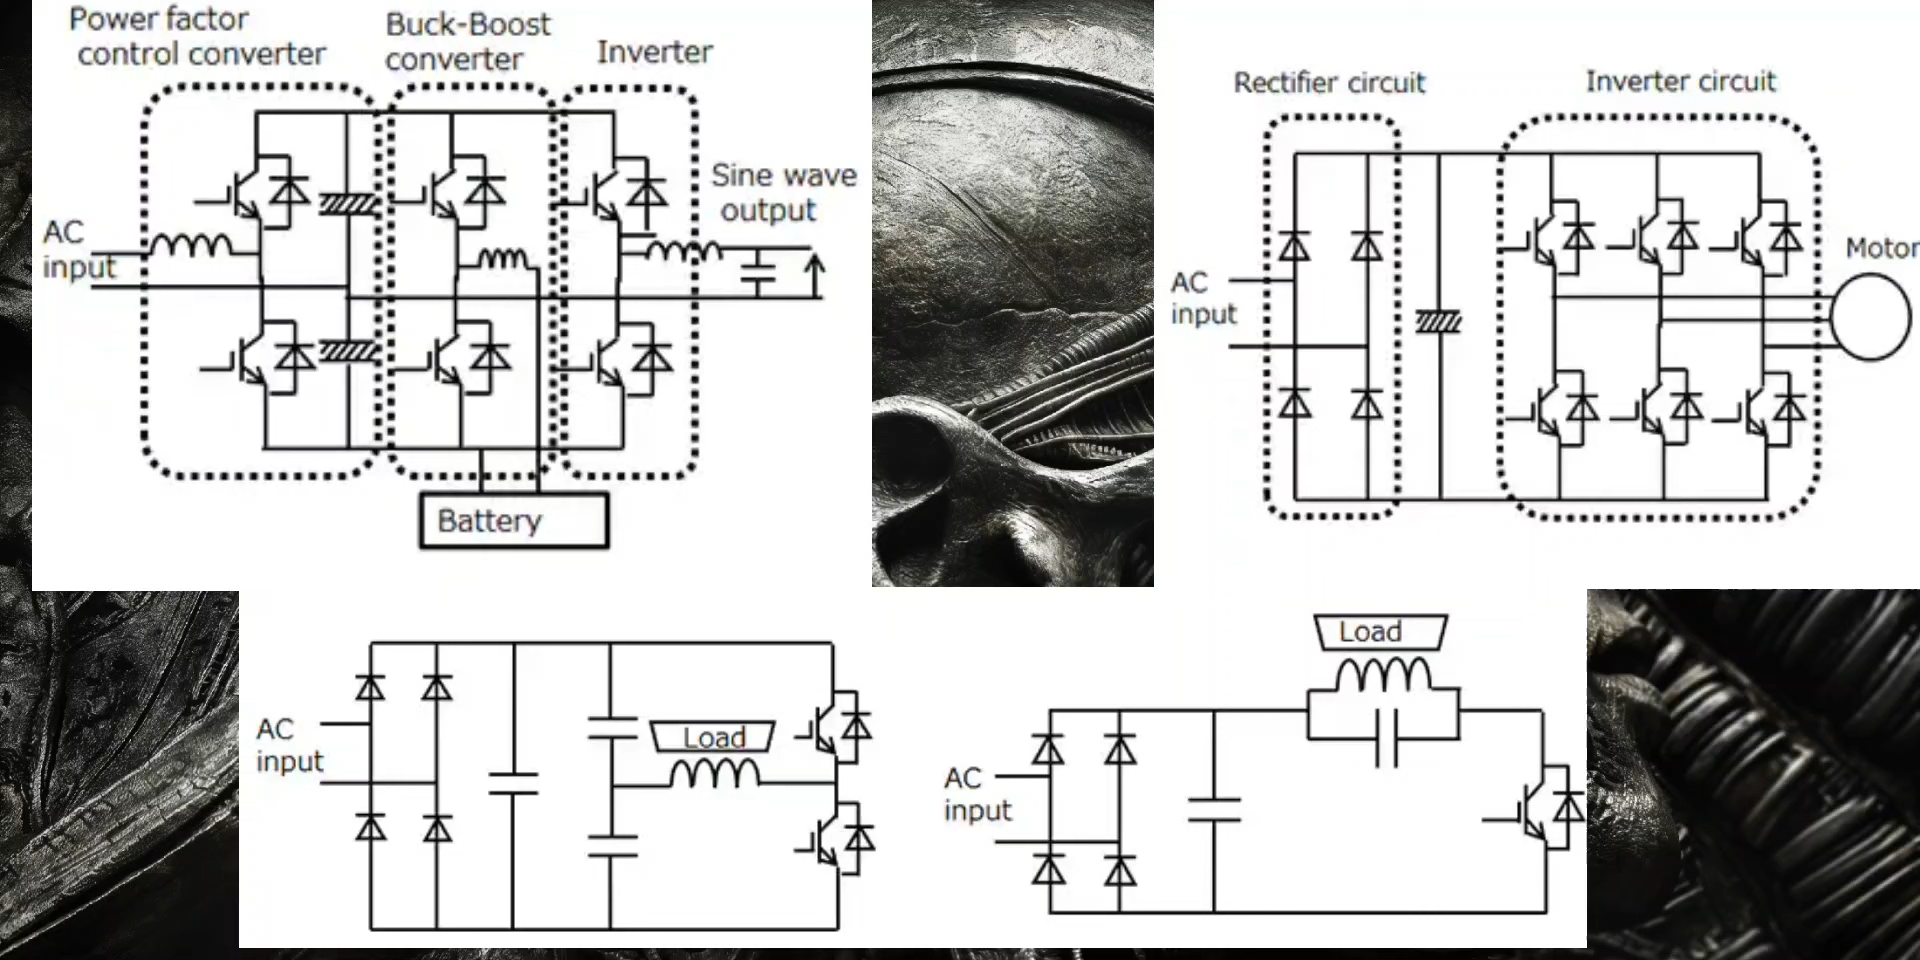 Power factor
control converter
Buck-Boost
converter
Inverter
AC
input
Sine wave
output
Battery
Rectifier circuit
Inverter circuit
AC
input
Motor
AC
input
Load
Load
AC
input